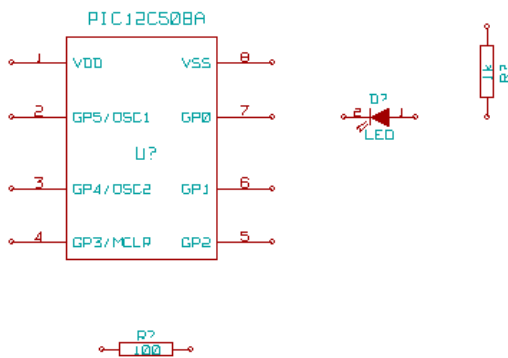 PIC12C508A
1 VDD VSS 8
2 GP5/OSC1 GP0 7
U?
3 GP4/OSC2 GP1 6
4 GP3/MCLR GP2 5
D?
2 1
LED
1k R?
R?
100